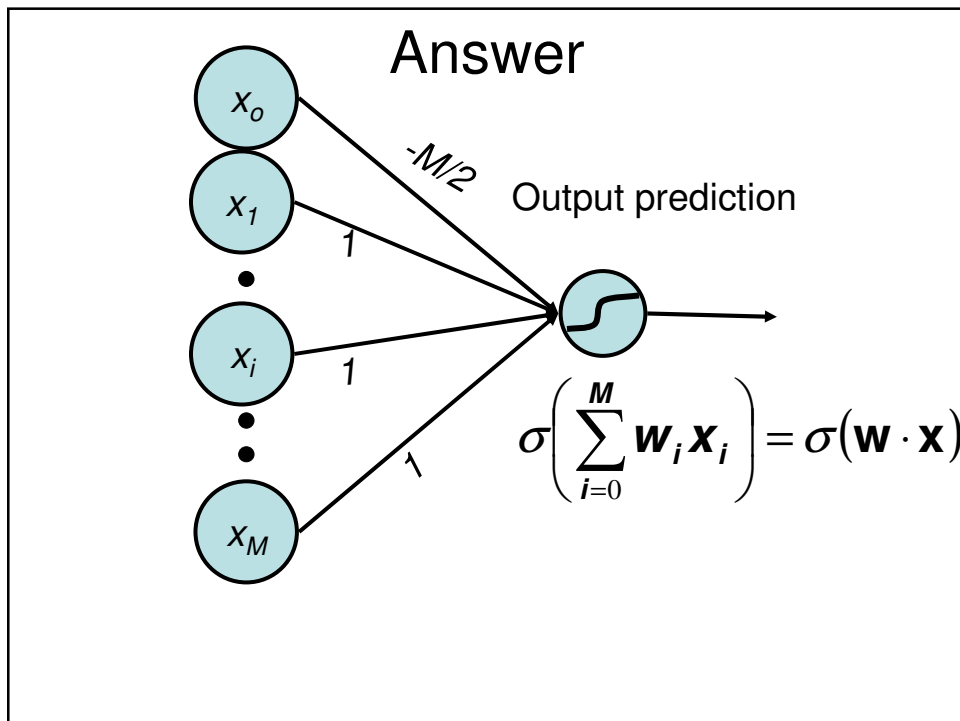 Answer
x_o
-M/2
x_1
Output prediction
1
x_i
1
σ(∑_{i=0}^{M} w_i x_i) = σ(w · x)
1
x_M